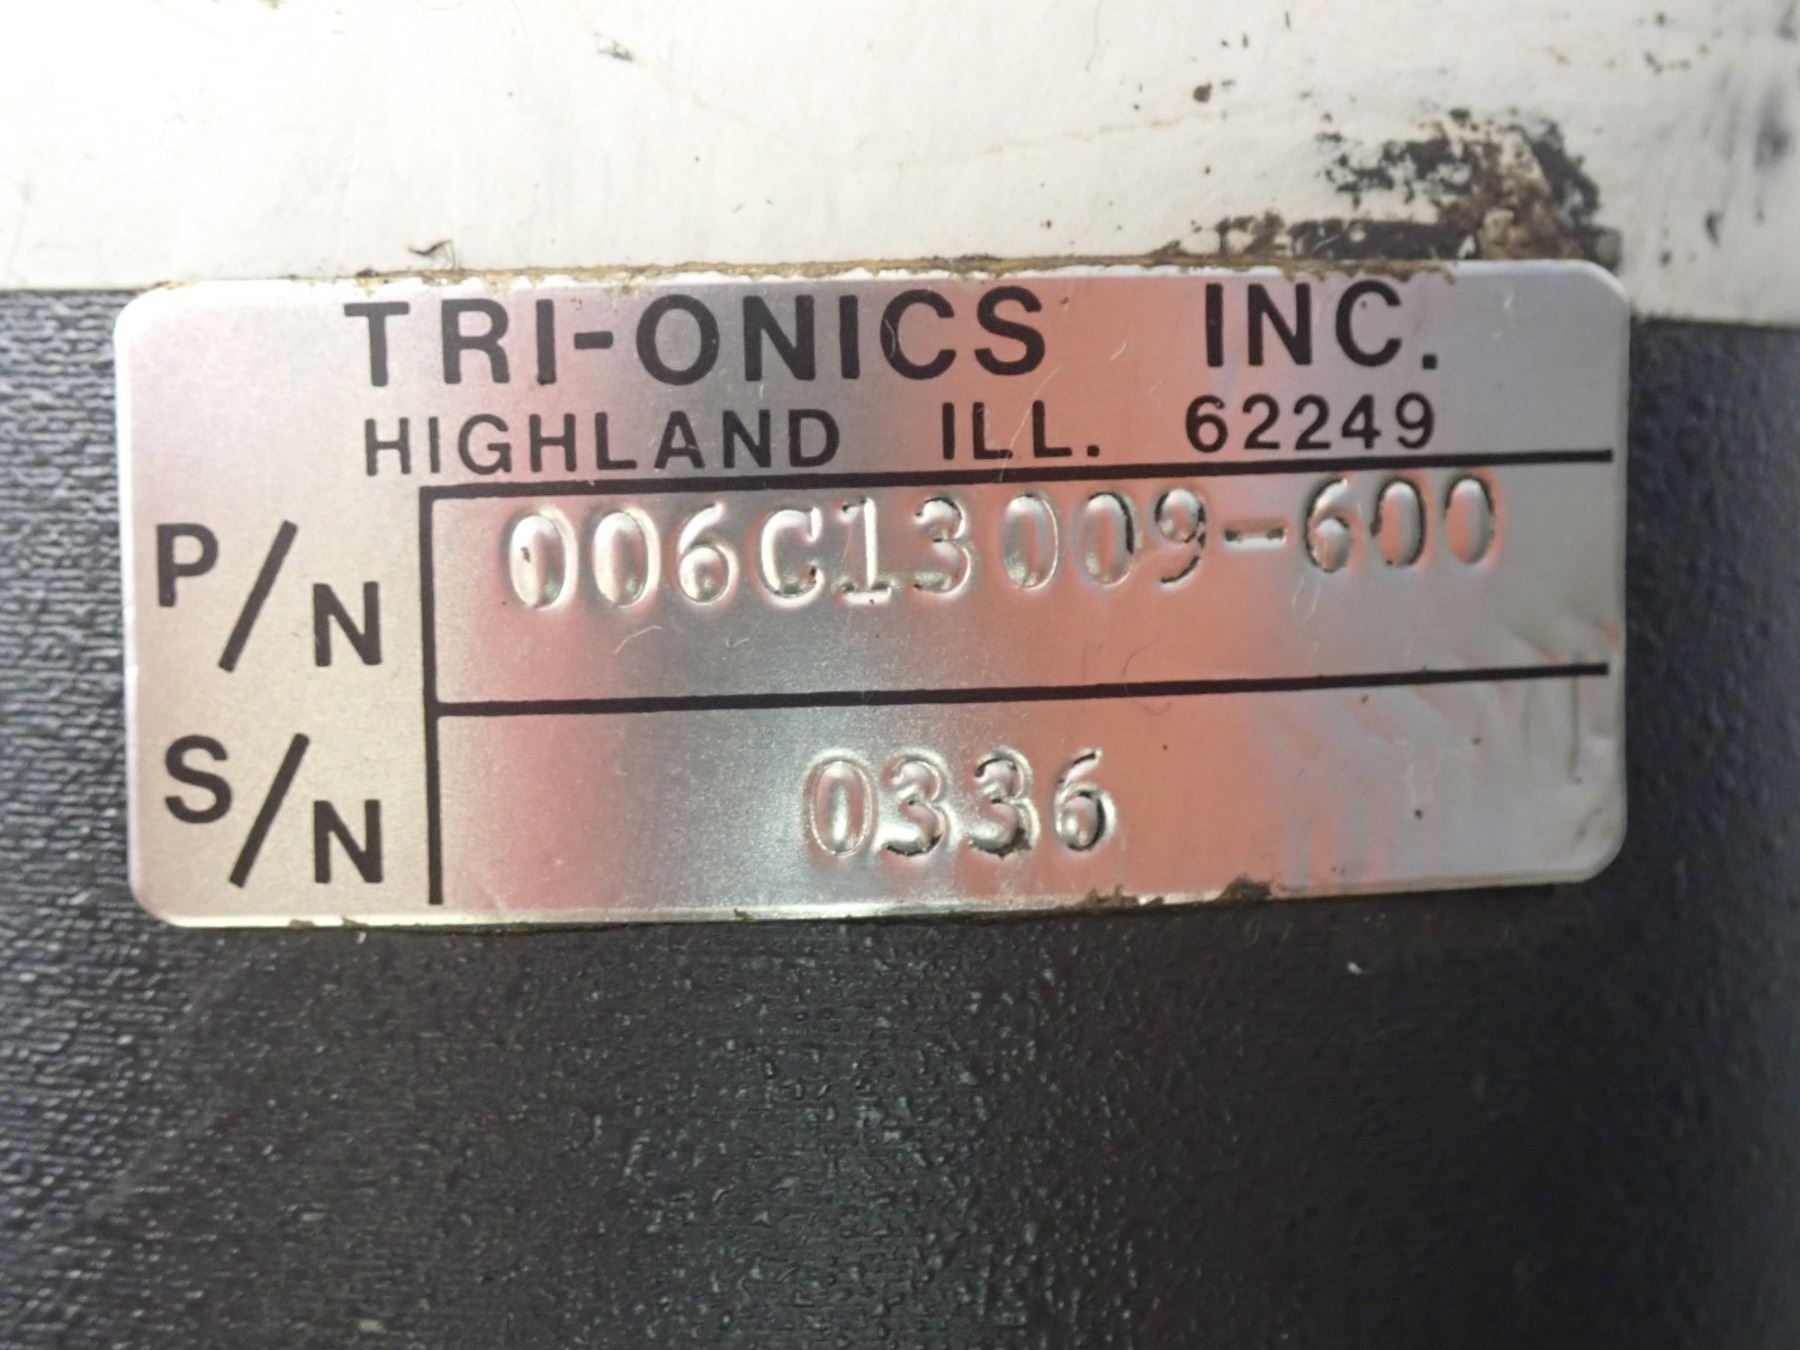 TRI-ONICS INC.
HIGHLAND ILL. 62249
P/N 006C13009-600
S/N 0336